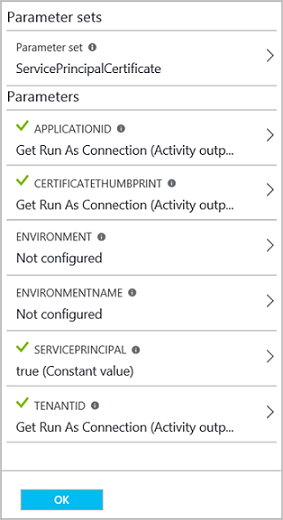 Parameter sets
Parameter set
ServicePrincipalCertificate
Parameters
APPLICATIONID
Get Run As Connection (Activity outp...
CERTIFICATETHUMBPRINT
Get Run As Connection (Activity outp...
ENVIRONMENT
Not configured
ENVIRONMENTNAME
Not configured
SERVICEPRINCIPAL
true (Constant value)
TENANTID
Get Run As Connection (Activity outp...
OK